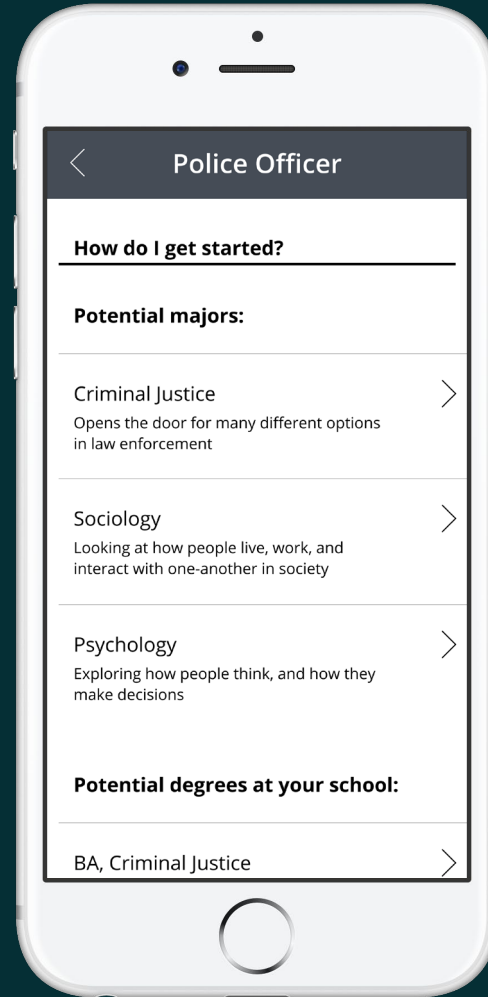 Police Officer
How do I get started?
Potential majors:
Criminal Justice
Opens the door for many different options
in law enforcement
Sociology
Looking at how people live, work, and
interact with one-another in society
Psychology
Exploring how people think, and how they
make decisions
Potential degrees at your school:
BA, Criminal Justice